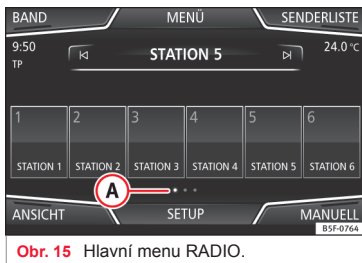 BAND MENÜ SENDERLISTE
9:50 STATION 5 24.0 °C
TP
1 2 3 4 5 6
STATION 1 STATION 2 STATION 3 STATION 4 STATION 5 STATION 6
A
ANSICHT SETUP MANUELL
B5F-0764
Obr. 15 Hlavní menu RADIO.